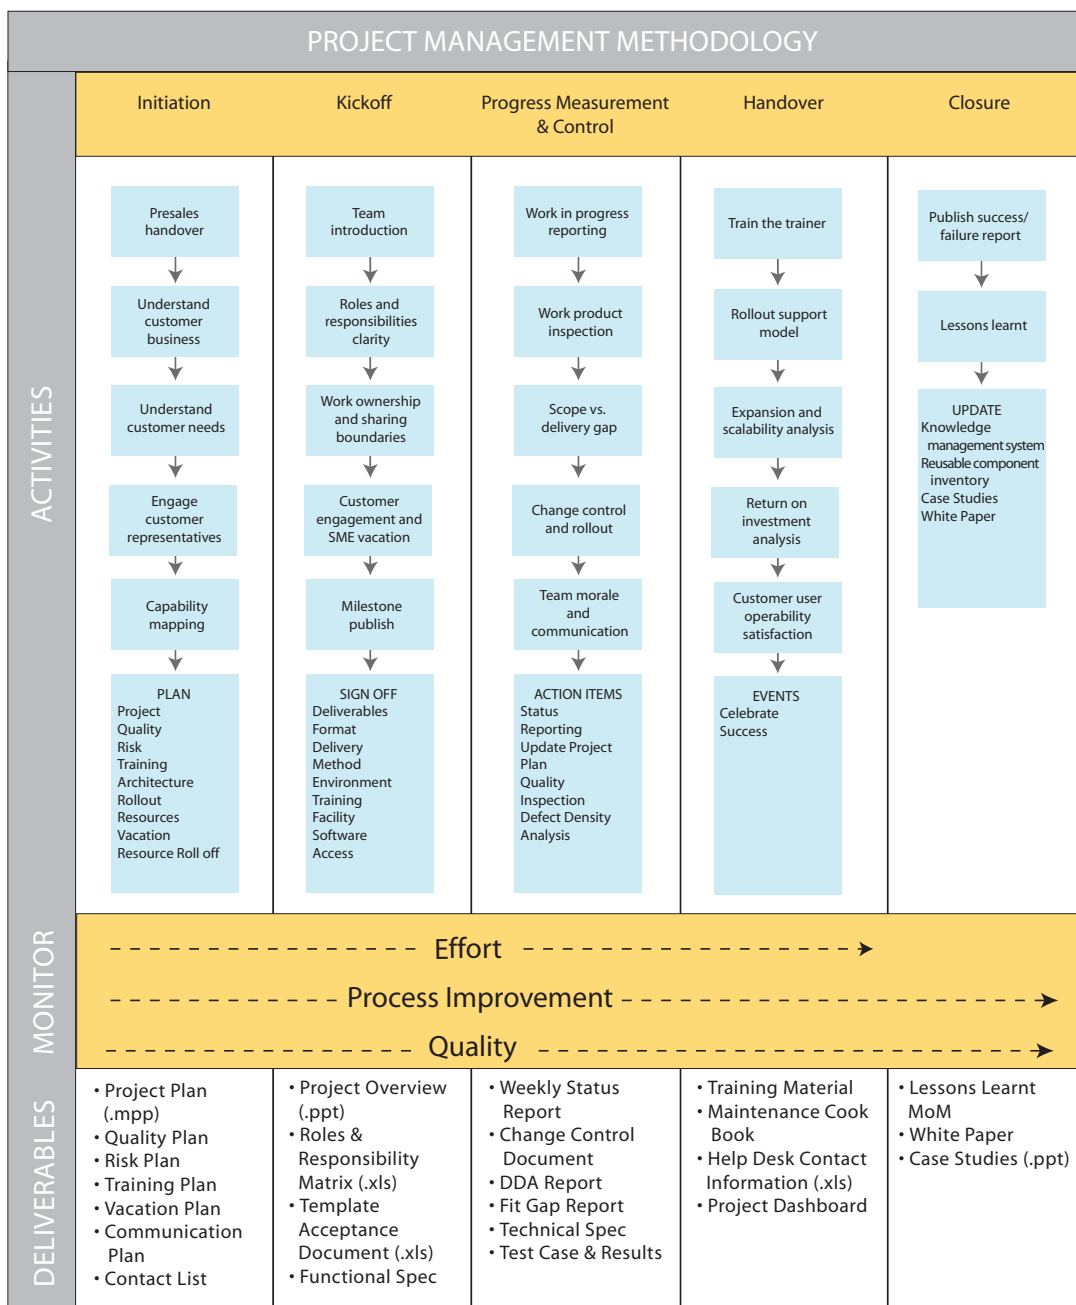 PROJECT MANAGEMENT METHODOLOGY
Initiation
Kickoff
Progress Measurement
& Control
Handover
Closure
ACTIVITIES
Presales
handover
Understand
customer
business
Understand
customer needs
Engage
customer
representatives
Capability
mapping
PLAN
Project
Quality
Risk
Training
Architecture
Rollout
Resources
Vacation
Resource Roll off
Team
introduction
Roles and
responsibilities
clarity
Work ownership
and sharing
boundaries
Customer
engagement and
SME vacation
Milestone
publish
SIGN OFF
Deliverables
Format
Delivery
Method
Environment
Training
Facility
Software
Access
Work in progress
reporting
Work product
inspection
Scope vs.
delivery gap
Change control
and rollout
Team morale
and
communication
ACTION ITEMS
Status
Reporting
Update Project
Plan
Quality
Inspection
Defect Density
Analysis
Train the trainer
Rollout support
model
Expansion and
scalability analysis
Return on
investment
analysis
Customer user
operability
satisfaction
EVENTS
Celebrate
Success
Publish success/
failure report
Lessons learnt
UPDATE
Knowledge
management system
Reusable component
inventory
Case Studies
White Paper
MONITOR
Effort
Process Improvement
Quality
DELIVERABLES
• Project Plan
(.mpp)
• Quality Plan
• Risk Plan
• Training Plan
• Vacation Plan
• Communication
Plan
• Contact List
• Project Overview
(.ppt)
• Roles &
Responsibility
Matrix (.xls)
• Template
Acceptance
Document (.xls)
• Functional Spec
• Weekly Status
Report
• Change Control
Document
• DDA Report
• Fit Gap Report
• Technical Spec
• Test Case & Results
• Training Material
• Maintenance Cook
Book
• Help Desk Contact
Information (.xls)
• Project Dashboard
• Lessons Learnt
MoM
• White Paper
• Case Studies (.ppt)